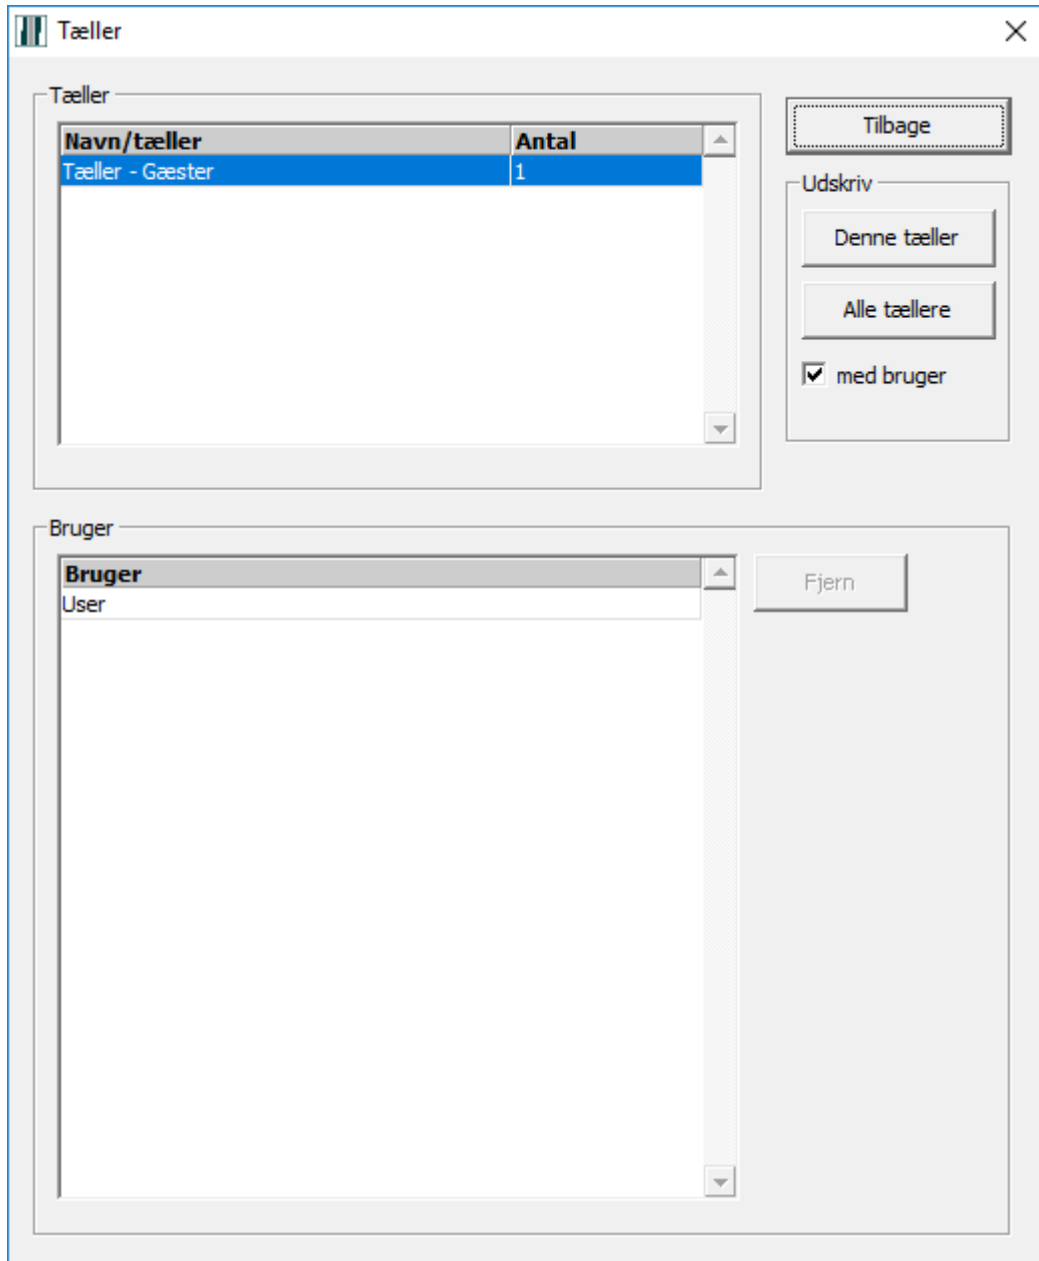 Tæller
Tæller
Navn/tæller Antal
Tæller - Gæster 1
Tilbage
Udskriv
Denne tæller
Alle tællere
med bruger
Bruger
Bruger
User
Fjern